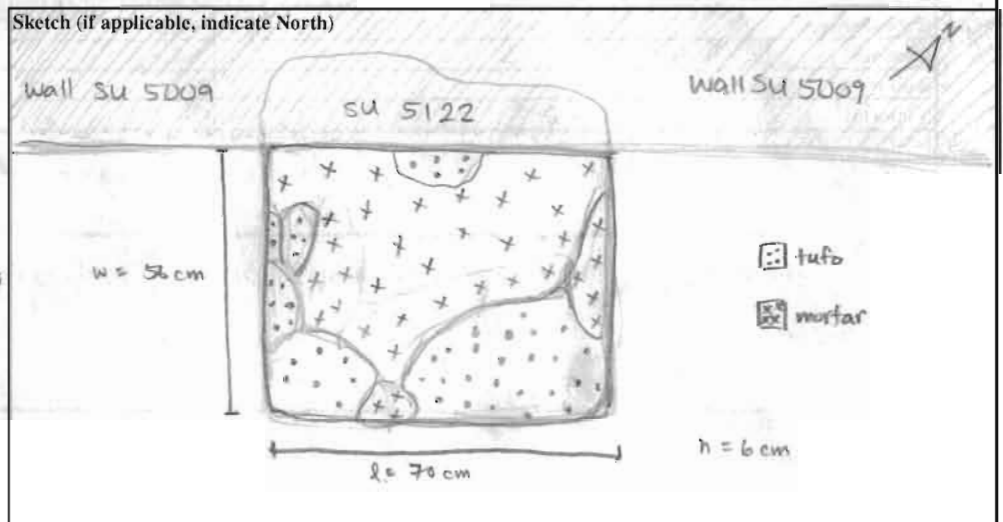 Sketch (if applicable, indicate North)
N
wall SU 5009
SU 5122
wall SU 5009
w = 56 cm
tufo
mortar
h = 6 cm
l = 70 cm